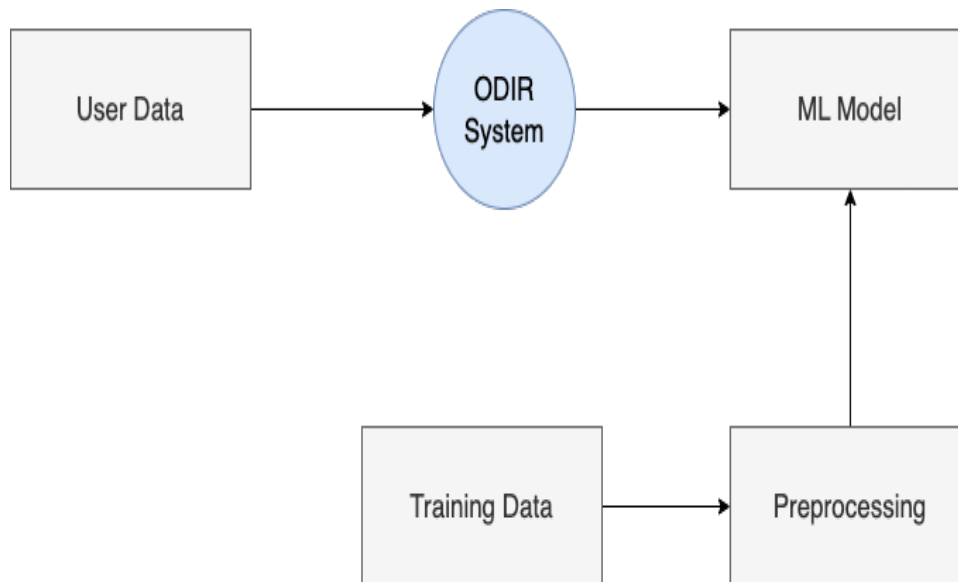 User Data
ODIR
System
ML Model
Training Data
Preprocessing